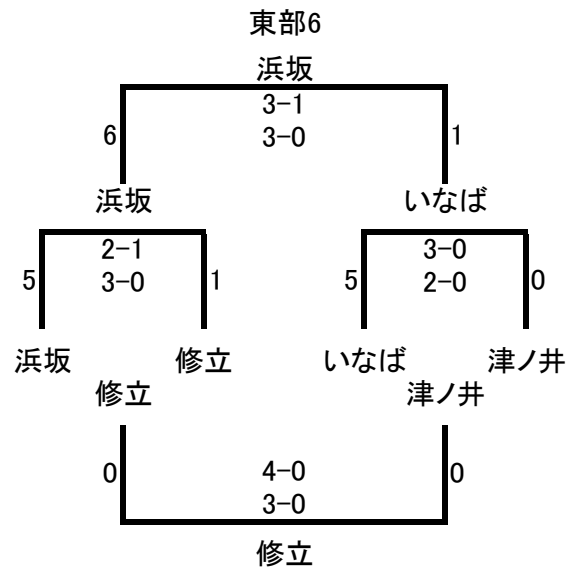 東部6
浜坂
3-1
6 3-0 1
浜坂 いなば
2-1 3-0
5 3-0 1 5 2-0 0
浜坂 修立 いなば 津ノ井
修立 津ノ井
0 4-0 0
3-0
修立